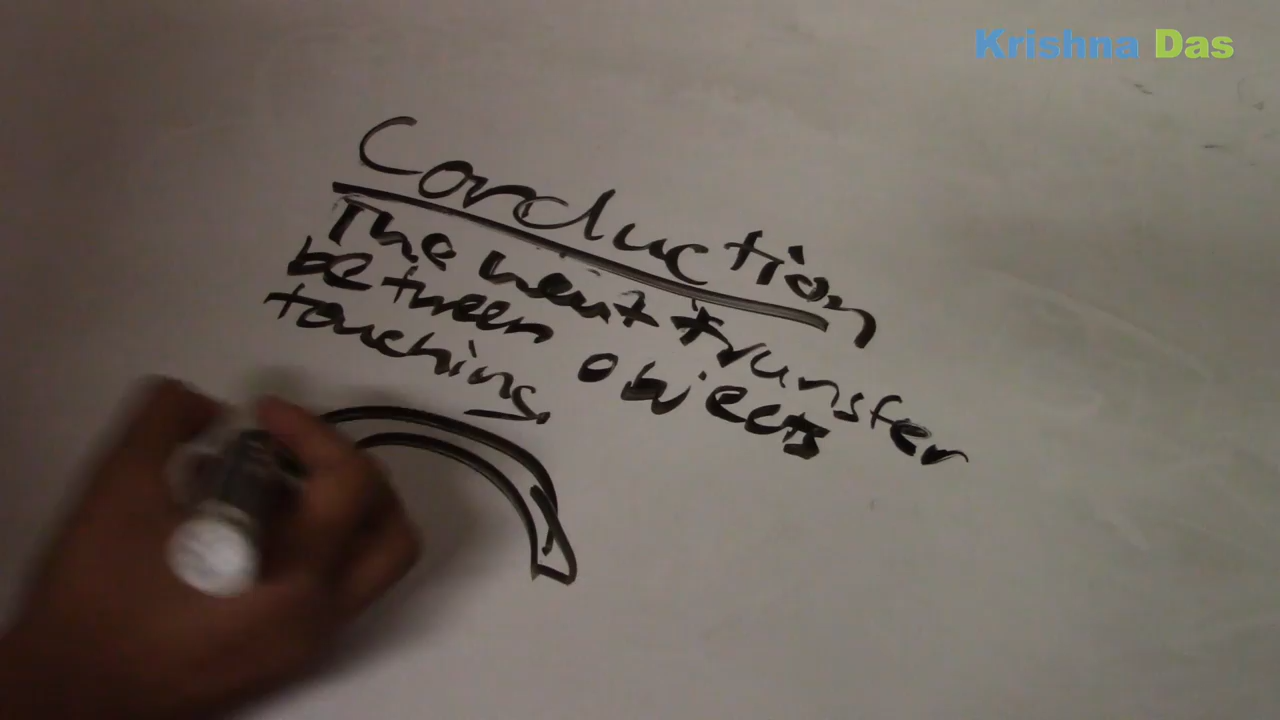 Krishna Das
Conduction
The heat transfer
between objects
touching.